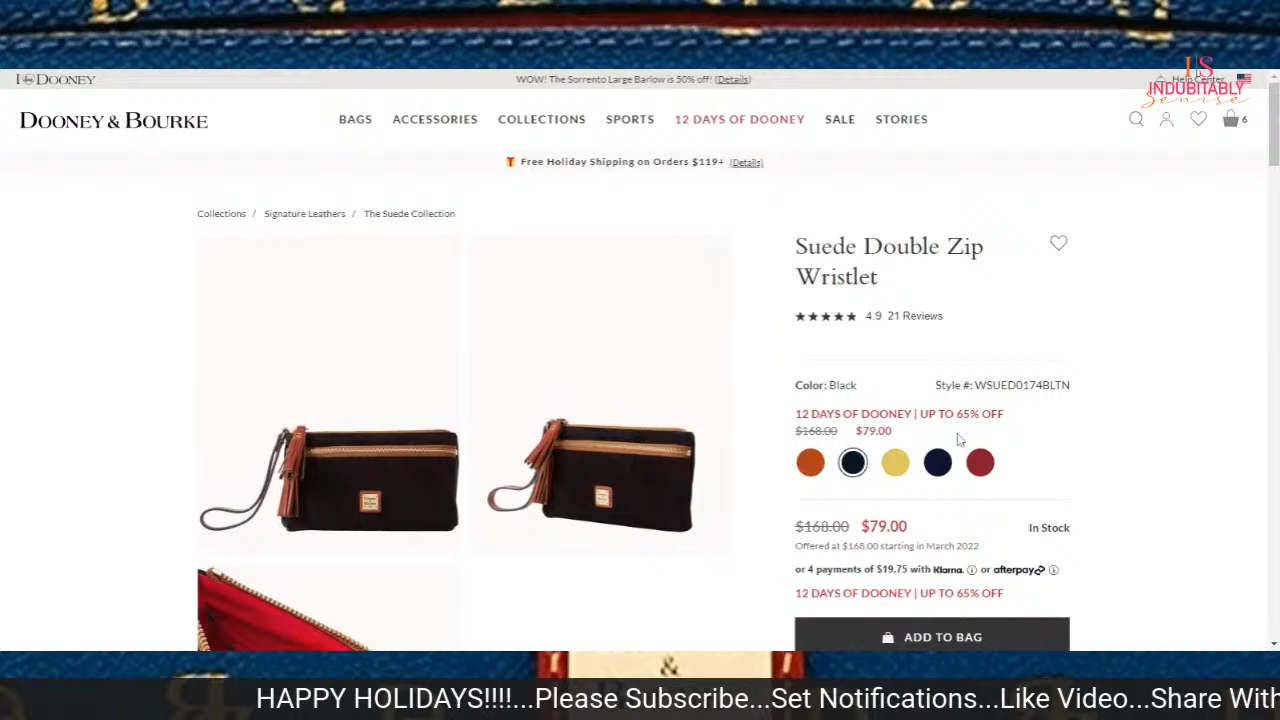 DOONEY
WOW! The Sorrento Large Barlow is 50% off! (Details)
Help Center
IS
INDUBITABLY
Senise
DOONEY & BOURKE
BAGS
ACCESSORIES
COLLECTIONS
SPORTS
12 DAYS OF DOONEY
SALE
STORIES
6
Free Holiday Shipping on Orders $119+ (Details)
Collections / Signature Leathers / The Suede Collection
Suede Double Zip
Wristlet
4.9 21 Reviews
Color: Black
Style #: WSUED0174BLTN
12 DAYS OF DOONEY | UP TO 65% OFF
$168.00 $79.00
$168.00 $79.00
In Stock
Offered at $168.00 starting in March 2022
or 4 payments of $19.75 with Klarna. or afterpay
12 DAYS OF DOONEY | UP TO 65% OFF
ADD TO BAG
&
HAPPY HOLIDAYS!!!!...Please Subscribe...Set Notifications...Like Video...Share With